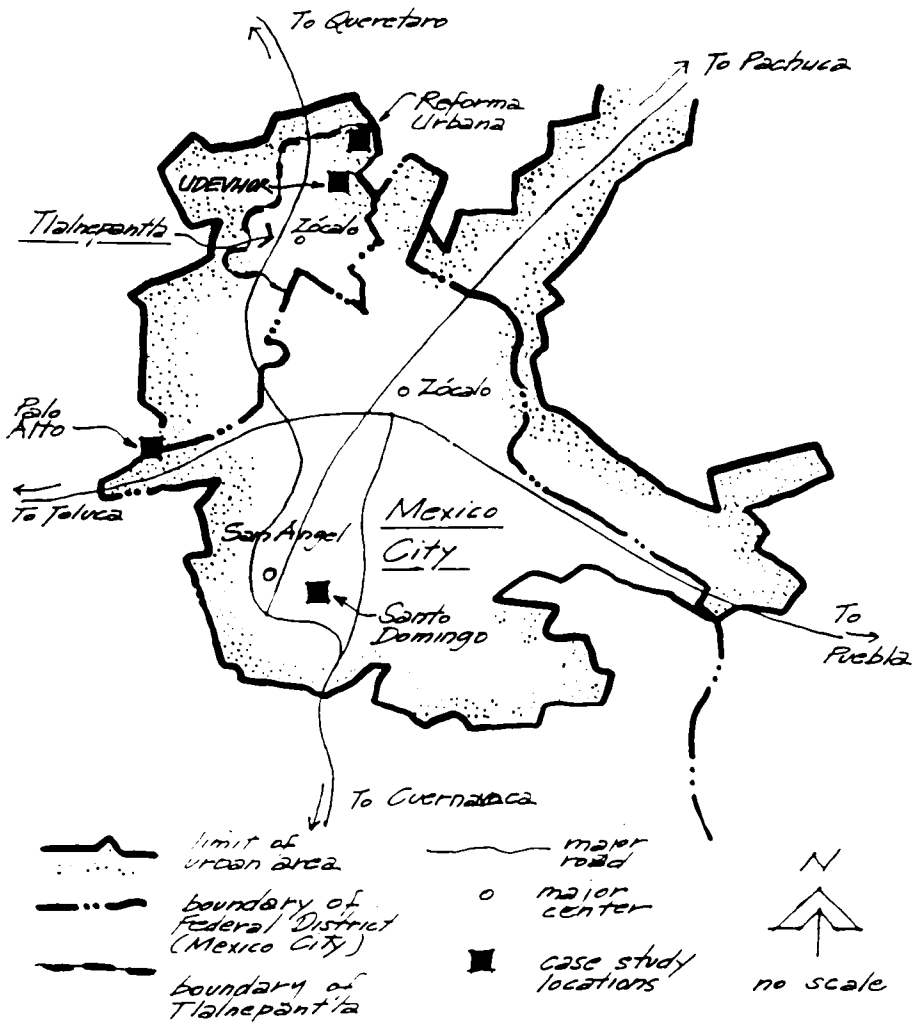 To Queretaro
To Pachuca
Reforma
Urbana
UDEVHOR
Tlalnepantla
Zócalo
Zócalo
Palo
Alto
To Toluca
Mexico
City
San Angel
Santo
Domingo
To
Puebla
To Cuernavaca
limit of
urban area
boundary of
Federal District
(Mexico City)
boundary of
Tlalnepantla
major
road
major
center
case study
locations
N
no scale